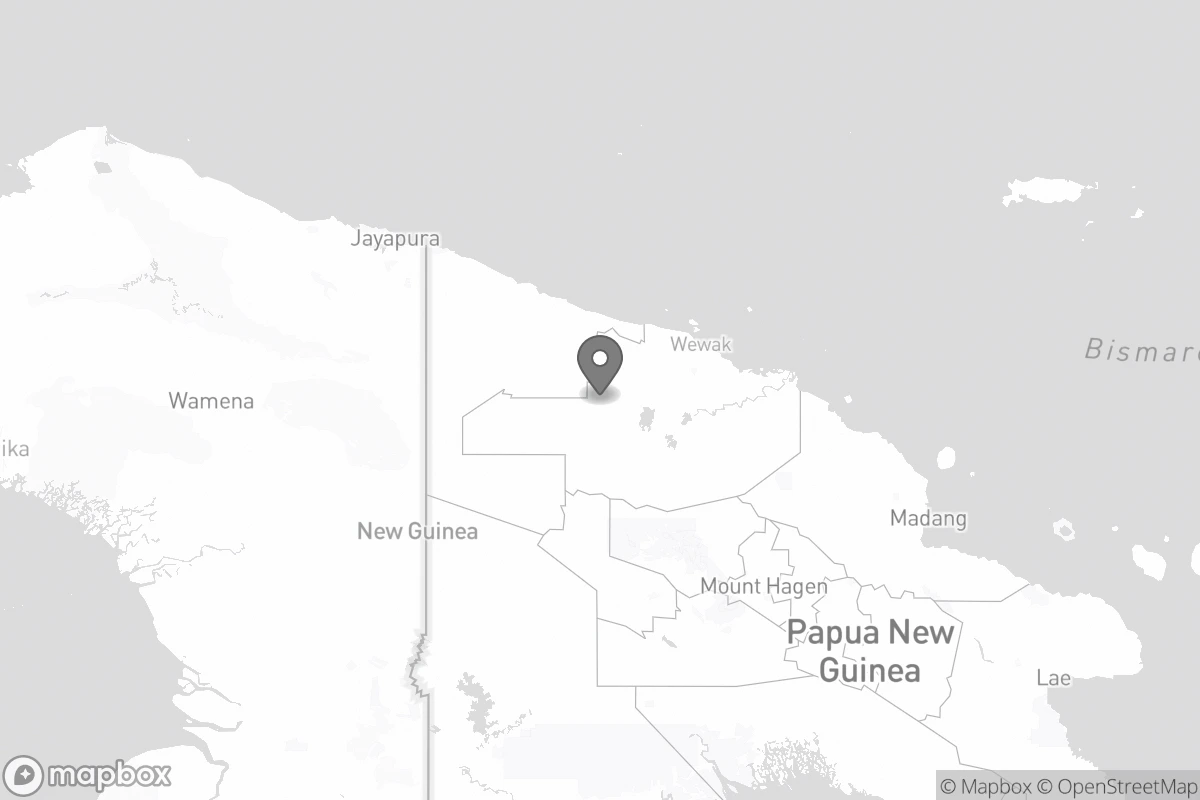 Jayapura
Wewak
Bismarc
Wamena
ika
Madang
New Guinea
Mount Hagen
Papua New
Guinea
Lae
mapbox
© Mapbox © OpenStreetMap